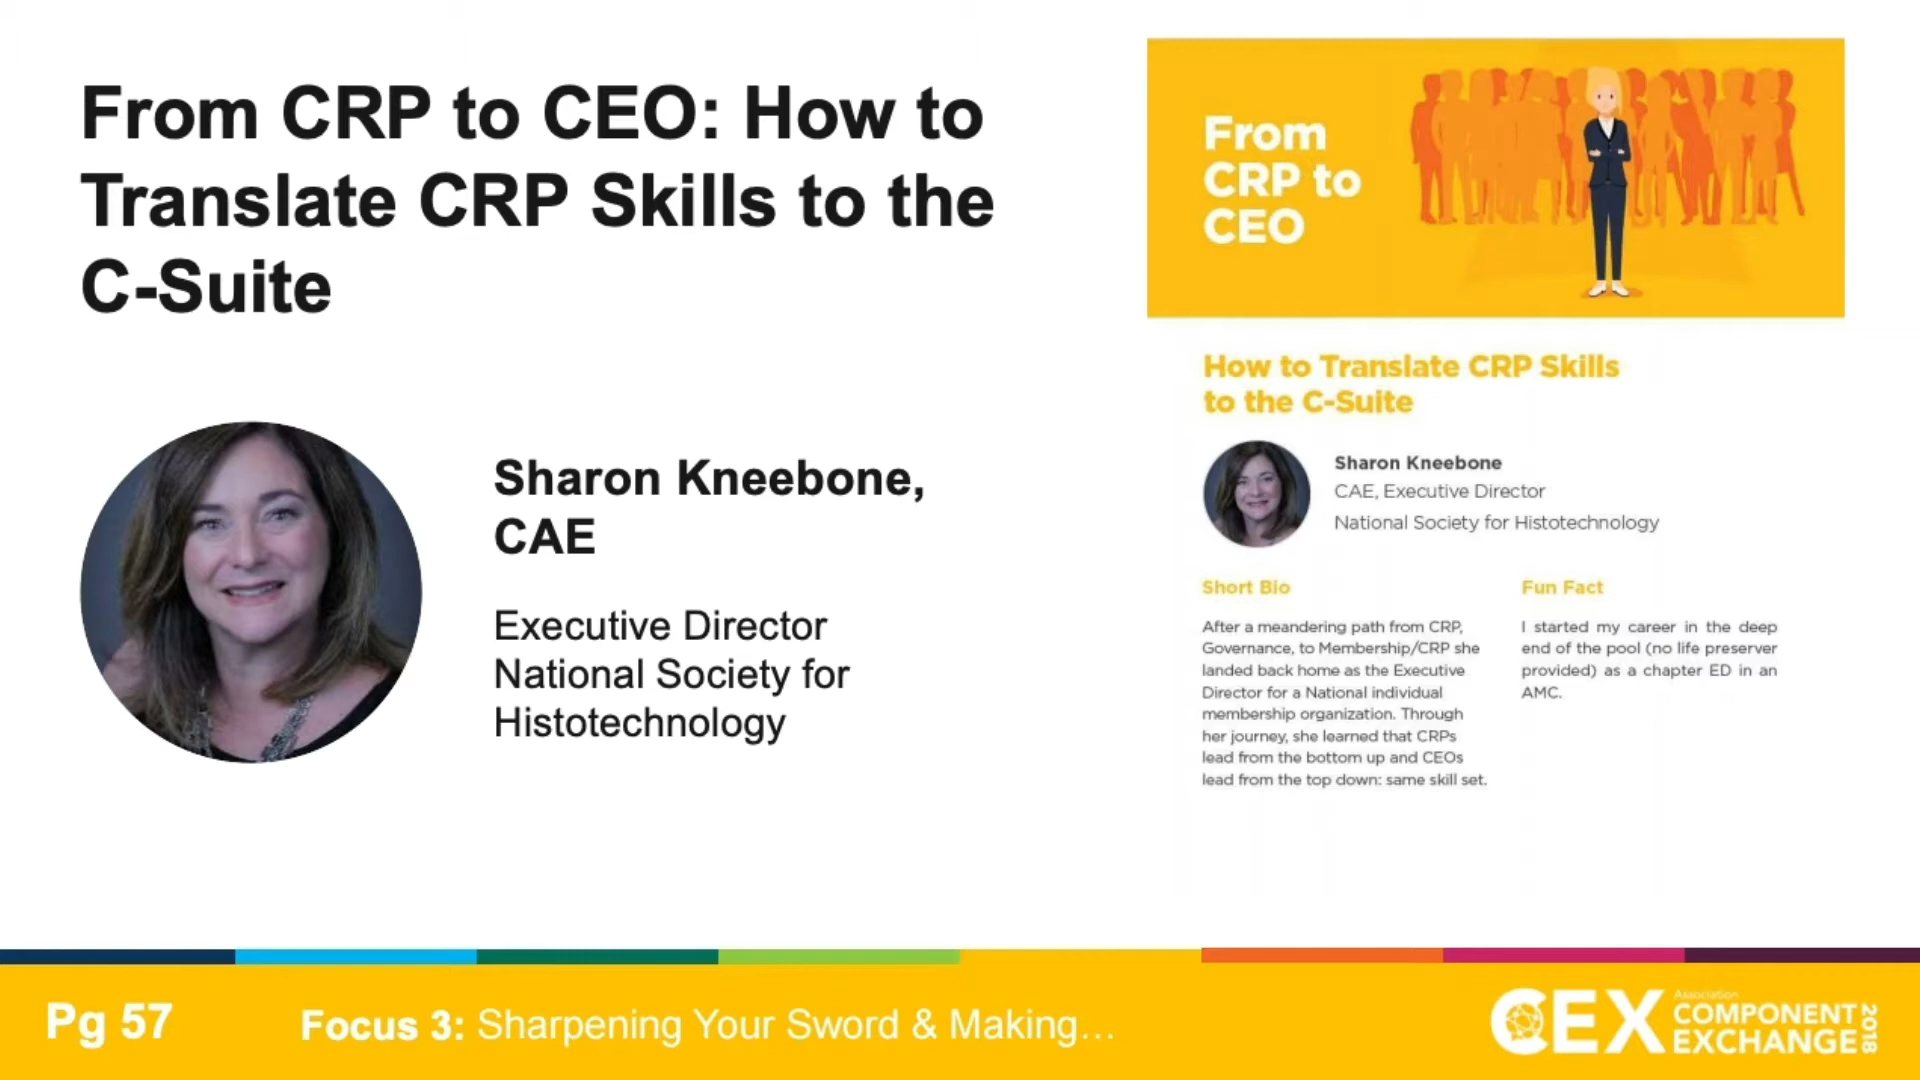 From CRP to CEO: How to
Translate CRP Skills to the
C-Suite
Sharon Kneebone,
CAE
Executive Director
National Society for
Histotechnology
From
CRP to
CEO
How to Translate CRP Skills
to the C-Suite
Sharon Kneebone
CAE, Executive Director
National Society for Histotechnology
Short Bio
After a meandering path from CRP,
Governance, to Membership/CRP she
landed back home as the Executive
Director for a National individual
membership organization. Through
her journey, she learned that CRPs
lead from the bottom up and CEOs
lead from the top down: same skill set.
Fun Fact
I started my career in the deep
end of the pool (no life preserver
provided) as a chapter ED in an
AMC.
Pg 57
Focus 3: Sharpening Your Sword & Making...
CEX
Association
COMPONENT
EXCHANGE
2018